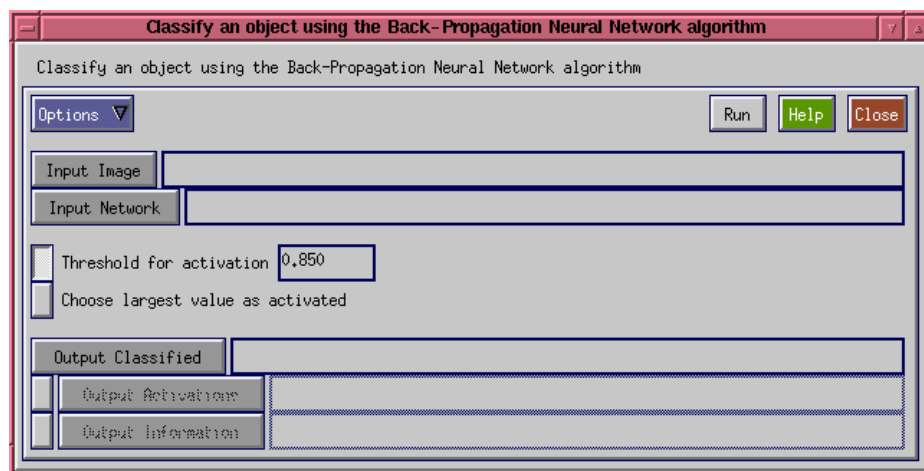 Classify an object using the Back-Propagation Neural Network algorithm
Classify an object using the Back-Propagation Neural Network algorithm
Options Run Help Close
Input Image
Input Network
Threshold for activation 0.850
Choose largest value as activated
Output Classified
Output Activations
Output Information